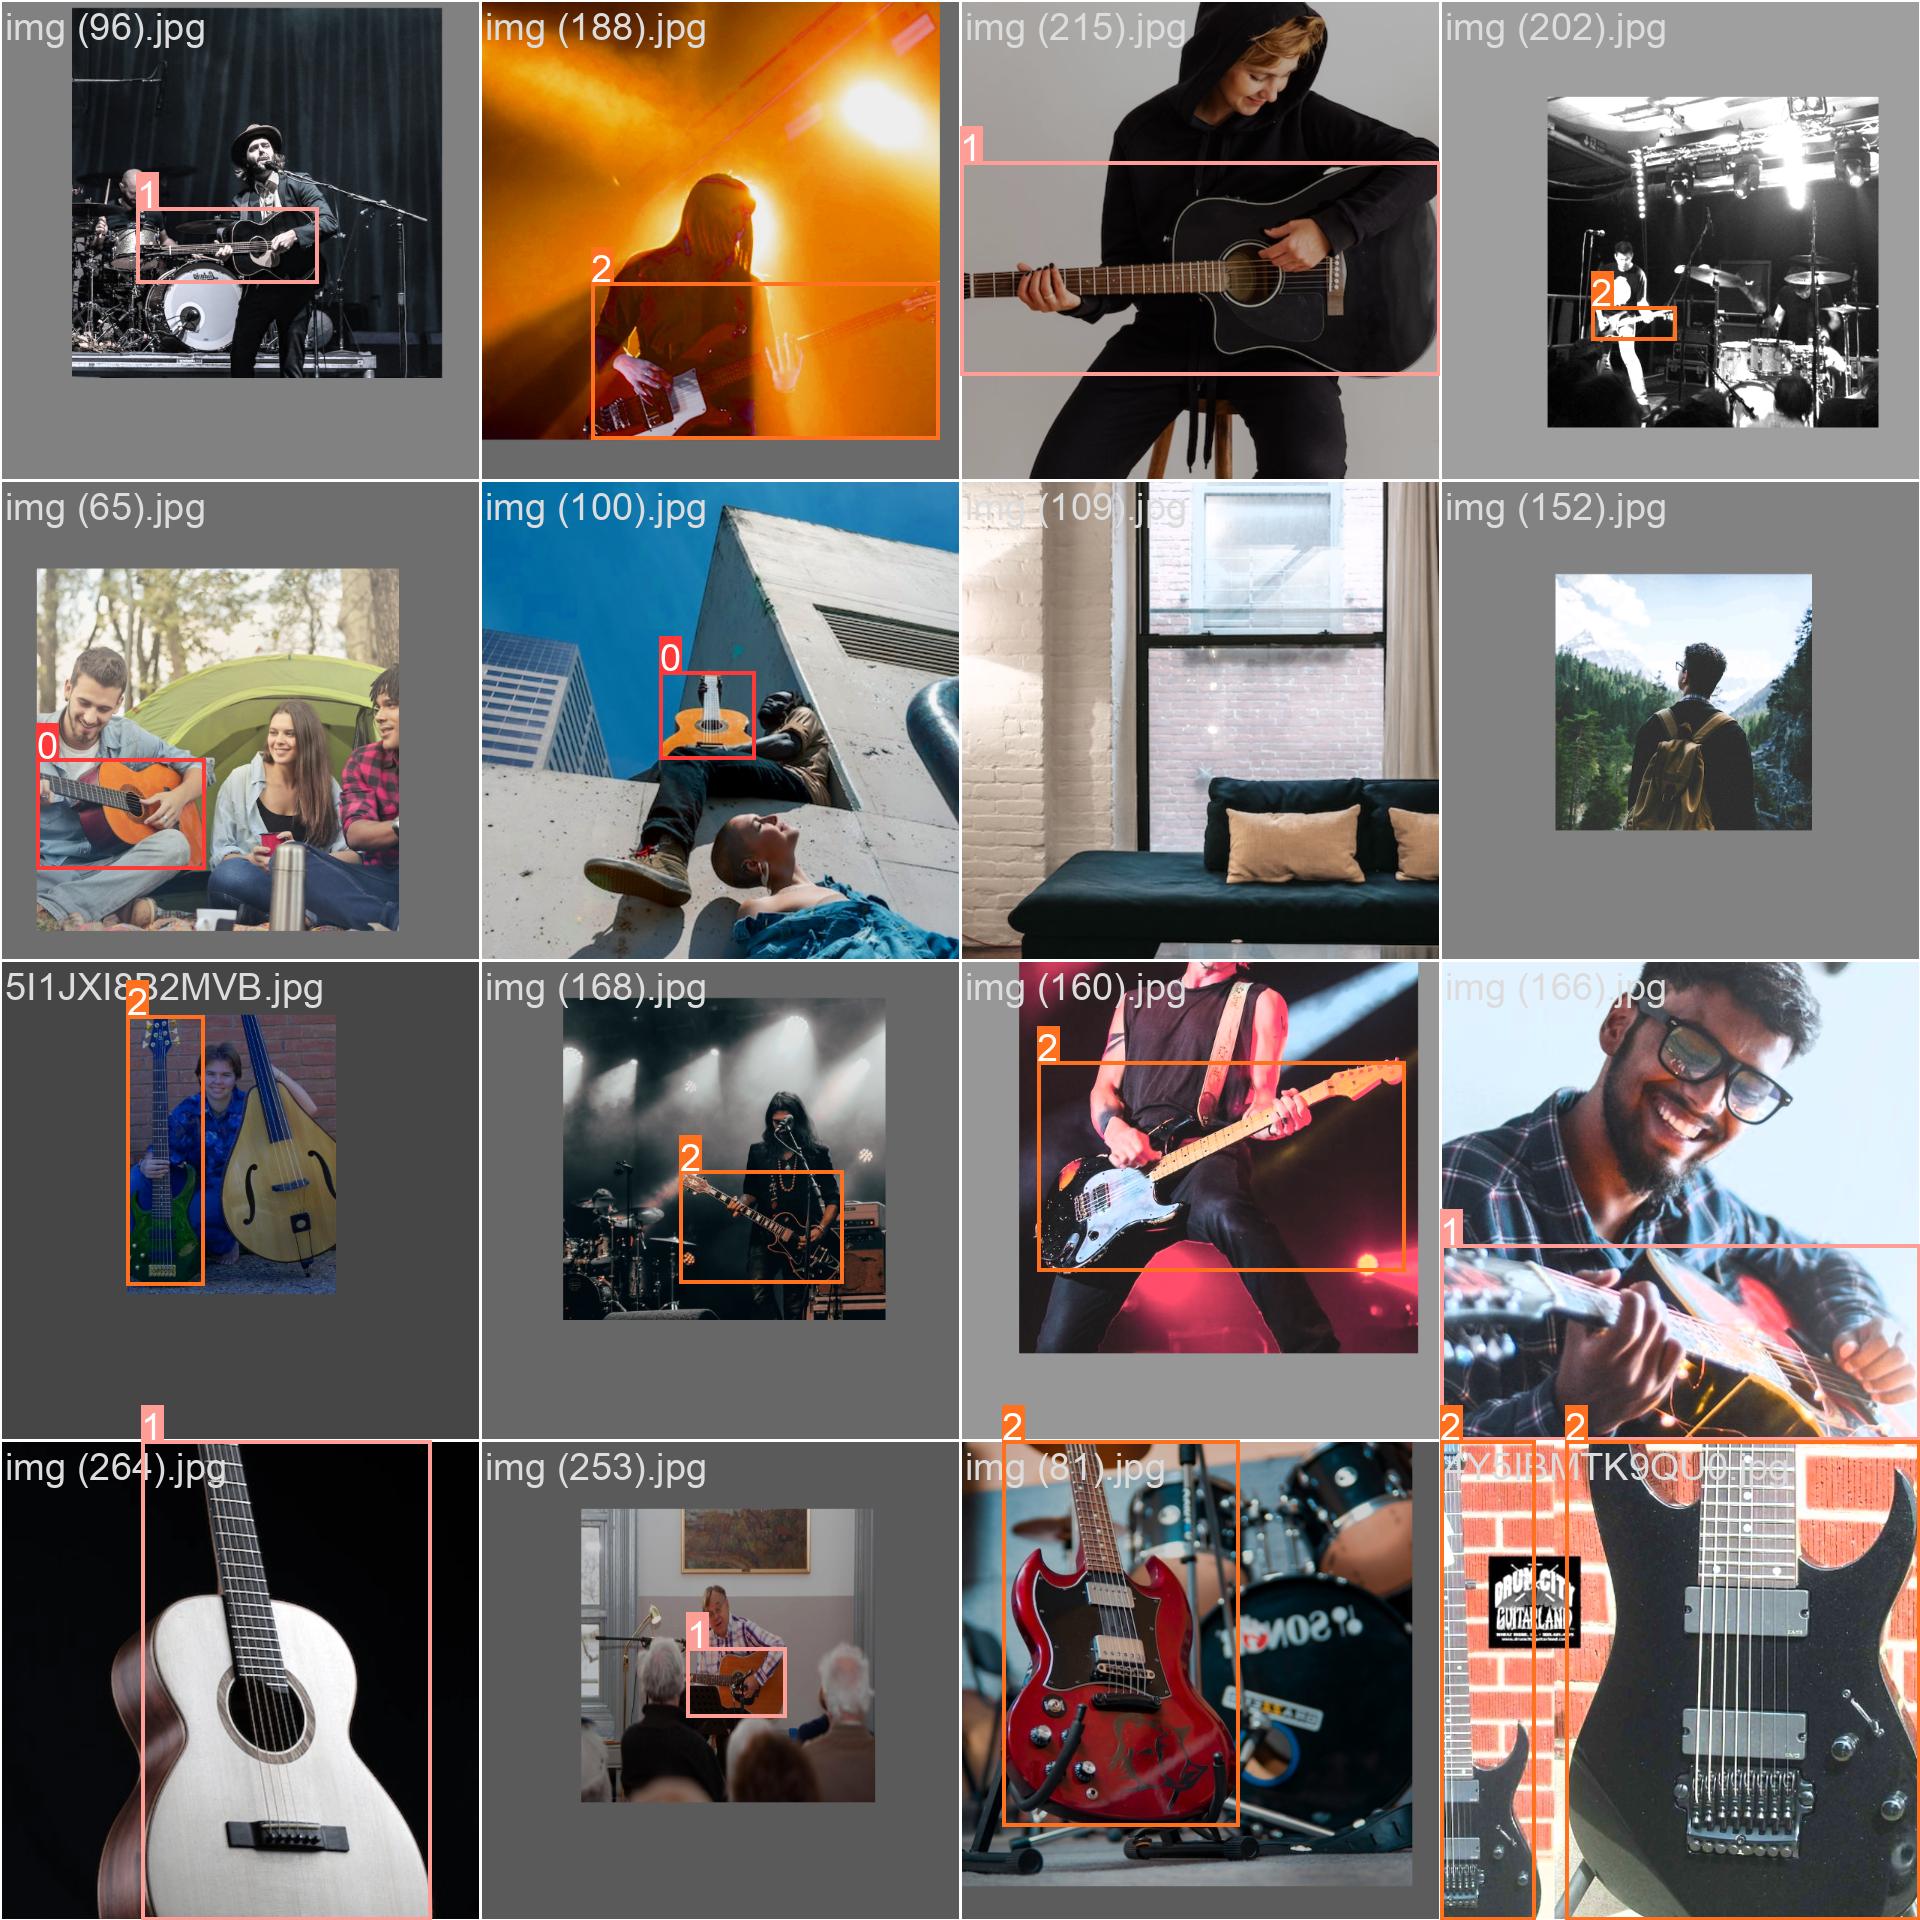 img (96).jpg
img (188).jpg
img (215).jpg
img (202).jpg
1
2
1
2
img (65).jpg
img (100).jpg
img (109).jpg
img (152).jpg
0
0
5I1JXI8B2MVB.jpg
img (168).jpg
img (160).jpg
img (166).jpg
2
2
2
1
1
2
2
2
img (264).jpg
img (253).jpg
img (81).jpg
4Y5IBMTK9QU0.jpg
1
SONOR
DRUM CITY
GUITARLAND